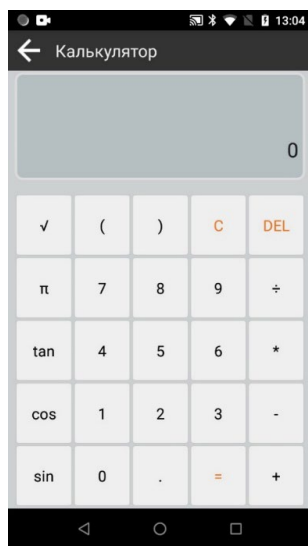 13:04
Калькулятор
0
√ ( ) C DEL
π 7 8 9 ÷
tan 4 5 6 *
cos 1 2 3 -
sin 0 . = +